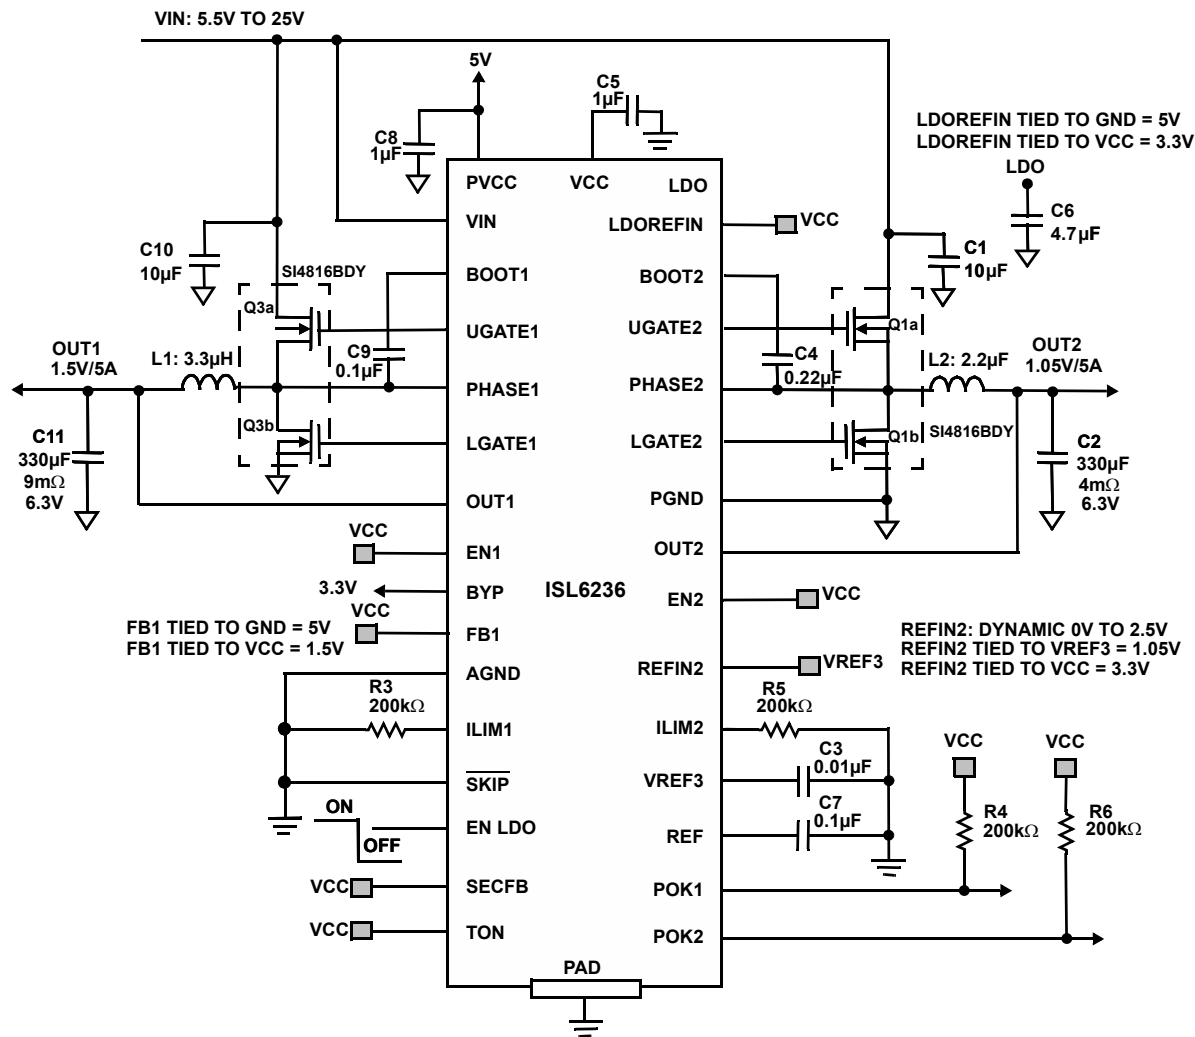 VIN: 5.5V TO 25V
5V
C5
1µF
C8
1µF
LDOREFIN TIED TO GND = 5V
LDOREFIN TIED TO VCC = 3.3V
LDO
C6
4.7µF
PVCC
VCC
LDO
VIN
LDOREFIN
VCC
C10
10µF
C1
10µF
SI4816BDY
BOOT1
BOOT2
Q3a
Q1a
UGATE1
UGATE2
OUT1
1.5V/5A
L1: 3.3µH
C9
0.1µF
C4
0.22µF
L2: 2.2µF
OUT2
1.05V/5A
PHASE1
PHASE2
Q3b
Q1b
SI4816BDY
LGATE1
LGATE2
C11
330µF
9mΩ
6.3V
C2
330µF
4mΩ
6.3V
OUT1
PGND
VCC
EN1
OUT2
3.3V
BYP
ISL6236
EN2
VCC
VCC
FB1
FB1 TIED TO GND = 5V
FB1 TIED TO VCC = 1.5V
REFIN2: DYNAMIC 0V TO 2.5V
REFIN2 TIED TO VREF3 = 1.05V
REFIN2 TIED TO VCC = 3.3V
AGND
REFIN2
VREF3
R3
200kΩ
R5
200kΩ
ILIM1
ILIM2
C3
0.01µF
VCC
VCC
SKIP
VREF3
C7
0.1µF
ON
OFF
EN LDO
REF
R4
200kΩ
R6
200kΩ
VCC
SECFB
POK1
VCC
TON
POK2
PAD